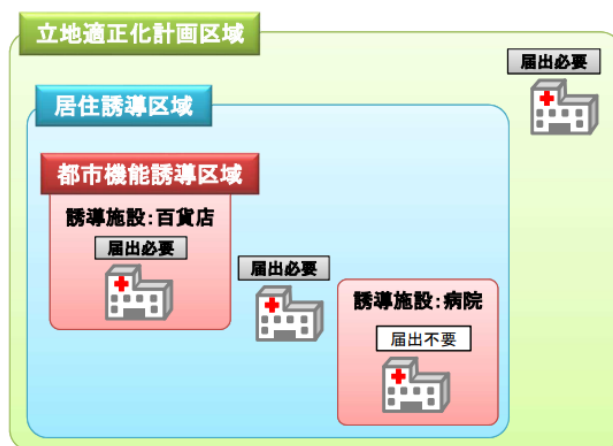 立地適正化計画区域
届出必要
居住誘導区域
都市機能誘導区域
誘導施設:百貨店
届出必要
届出必要
誘導施設:病院
届出不要